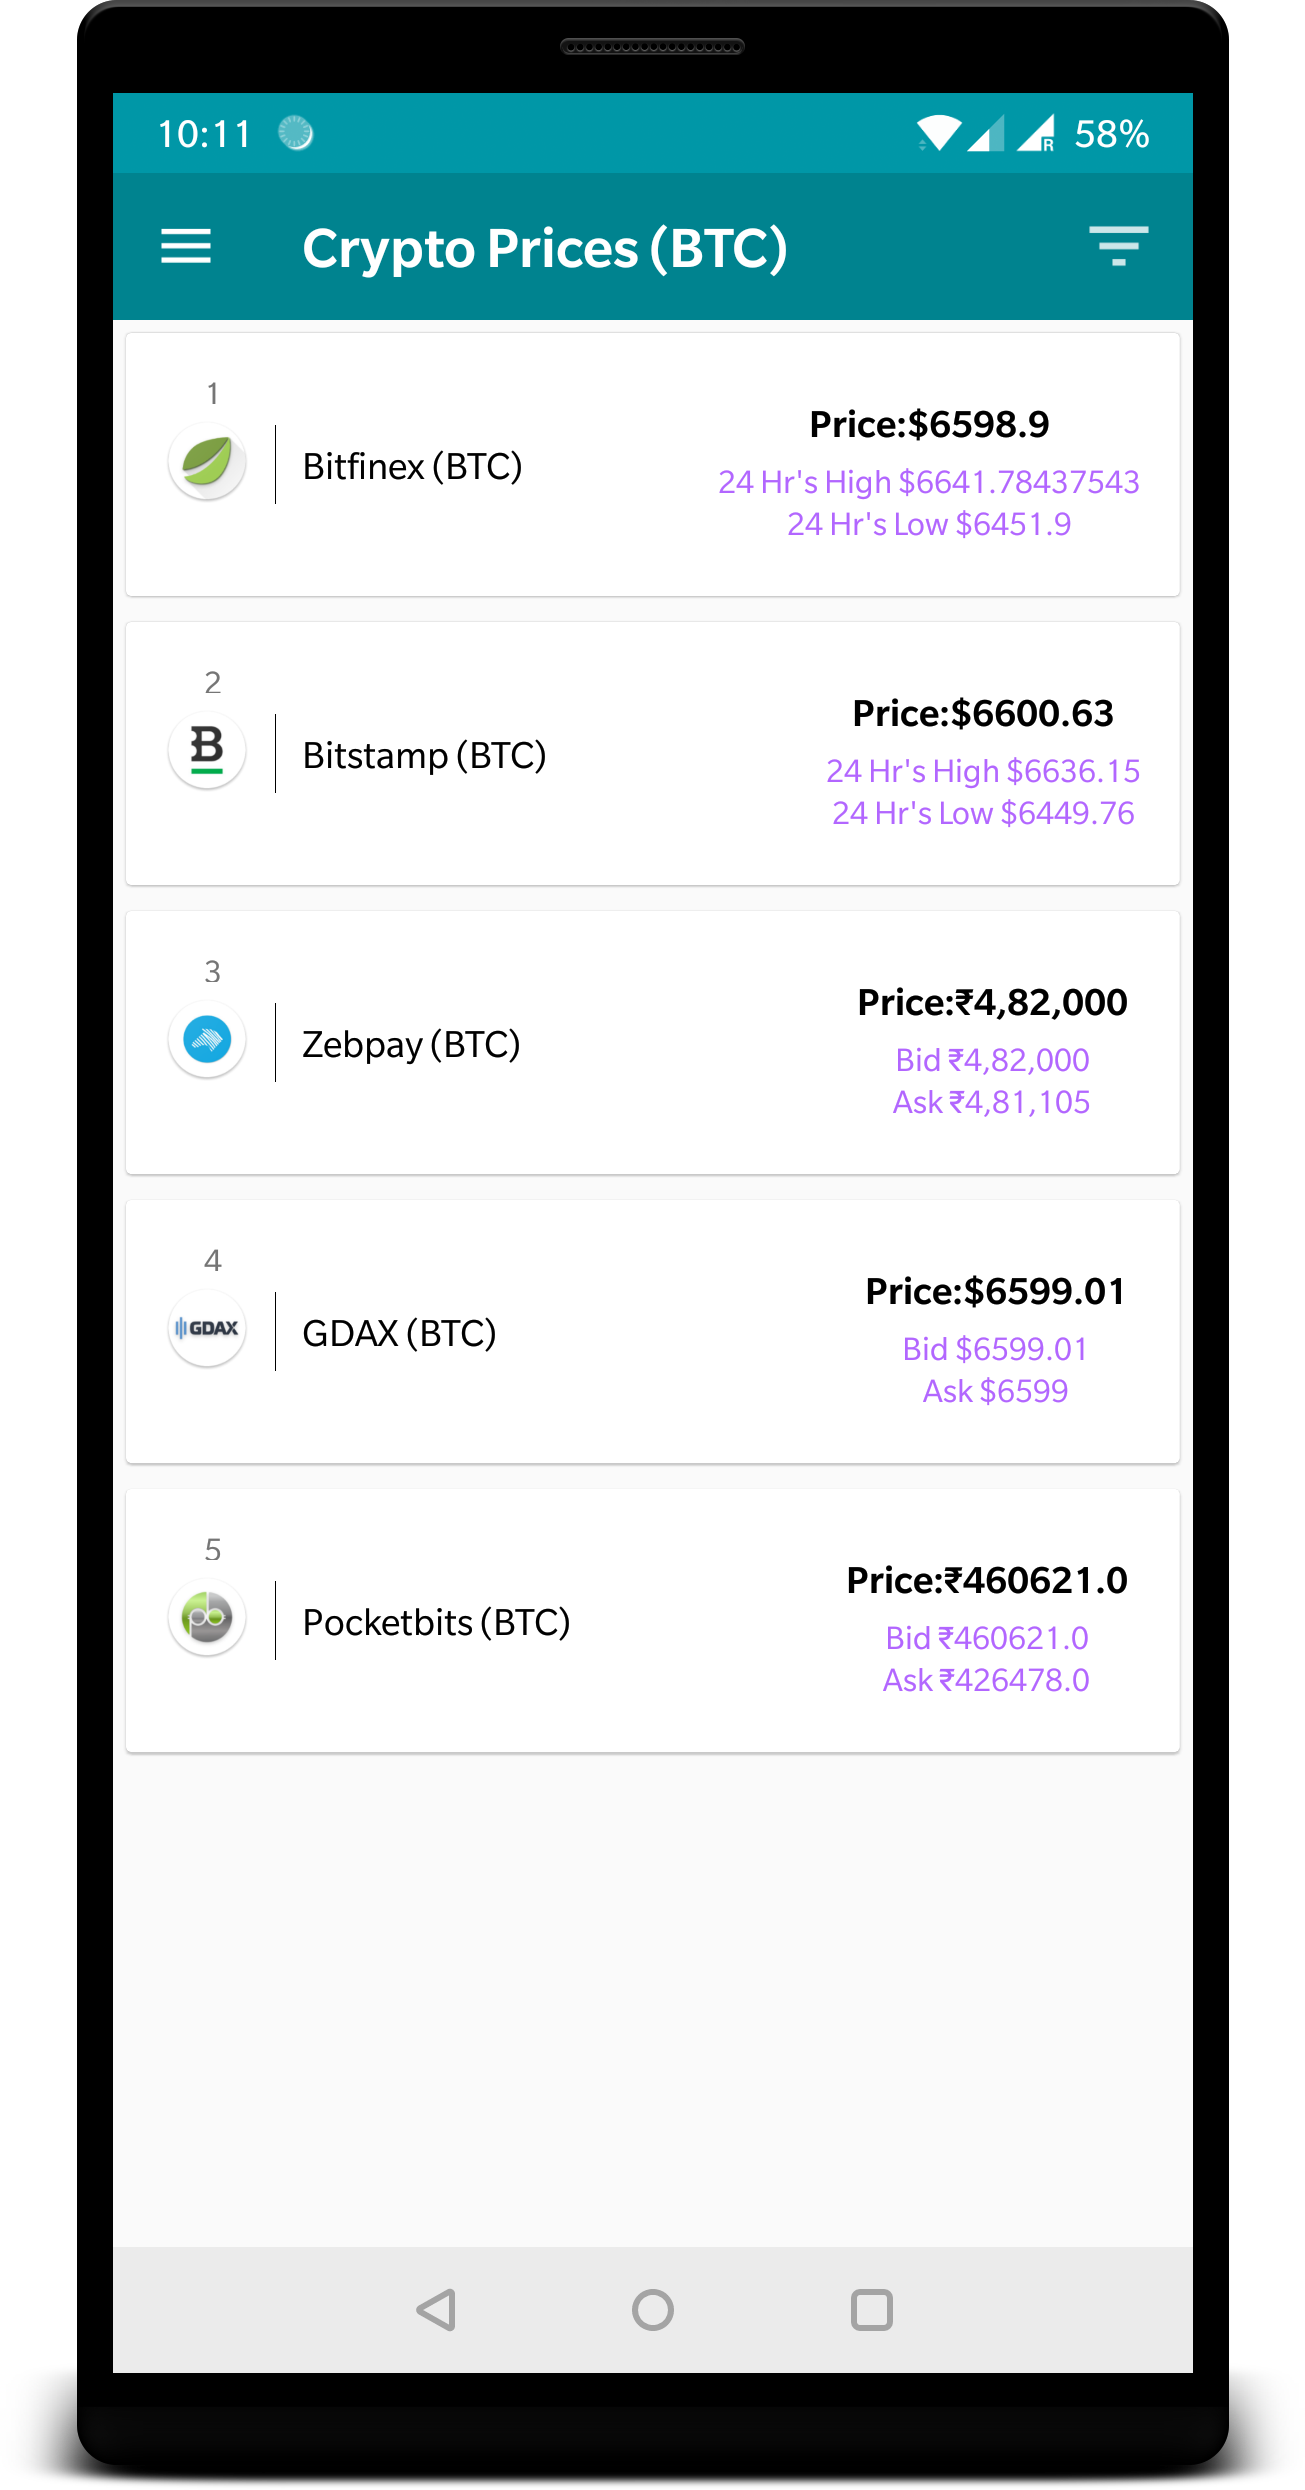 10:11
R
58%
Crypto Prices (BTC)
1
Bitfinex (BTC)
Price:$6598.9
24 Hr's High $6641.78437543
24 Hr's Low $6451.9
2
B
Bitstamp (BTC)
Price:$6600.63
24 Hr's High $6636.15
24 Hr's Low $6449.76
3
Zebpay (BTC)
Price:₹4,82,000
Bid ₹4,82,000
Ask ₹4,81,105
4
GDAX
GDAX (BTC)
Price:$6599.01
Bid $6599.01
Ask $6599
5
pb
Pocketbits (BTC)
Price:₹460621.0
Bid ₹460621.0
Ask ₹426478.0